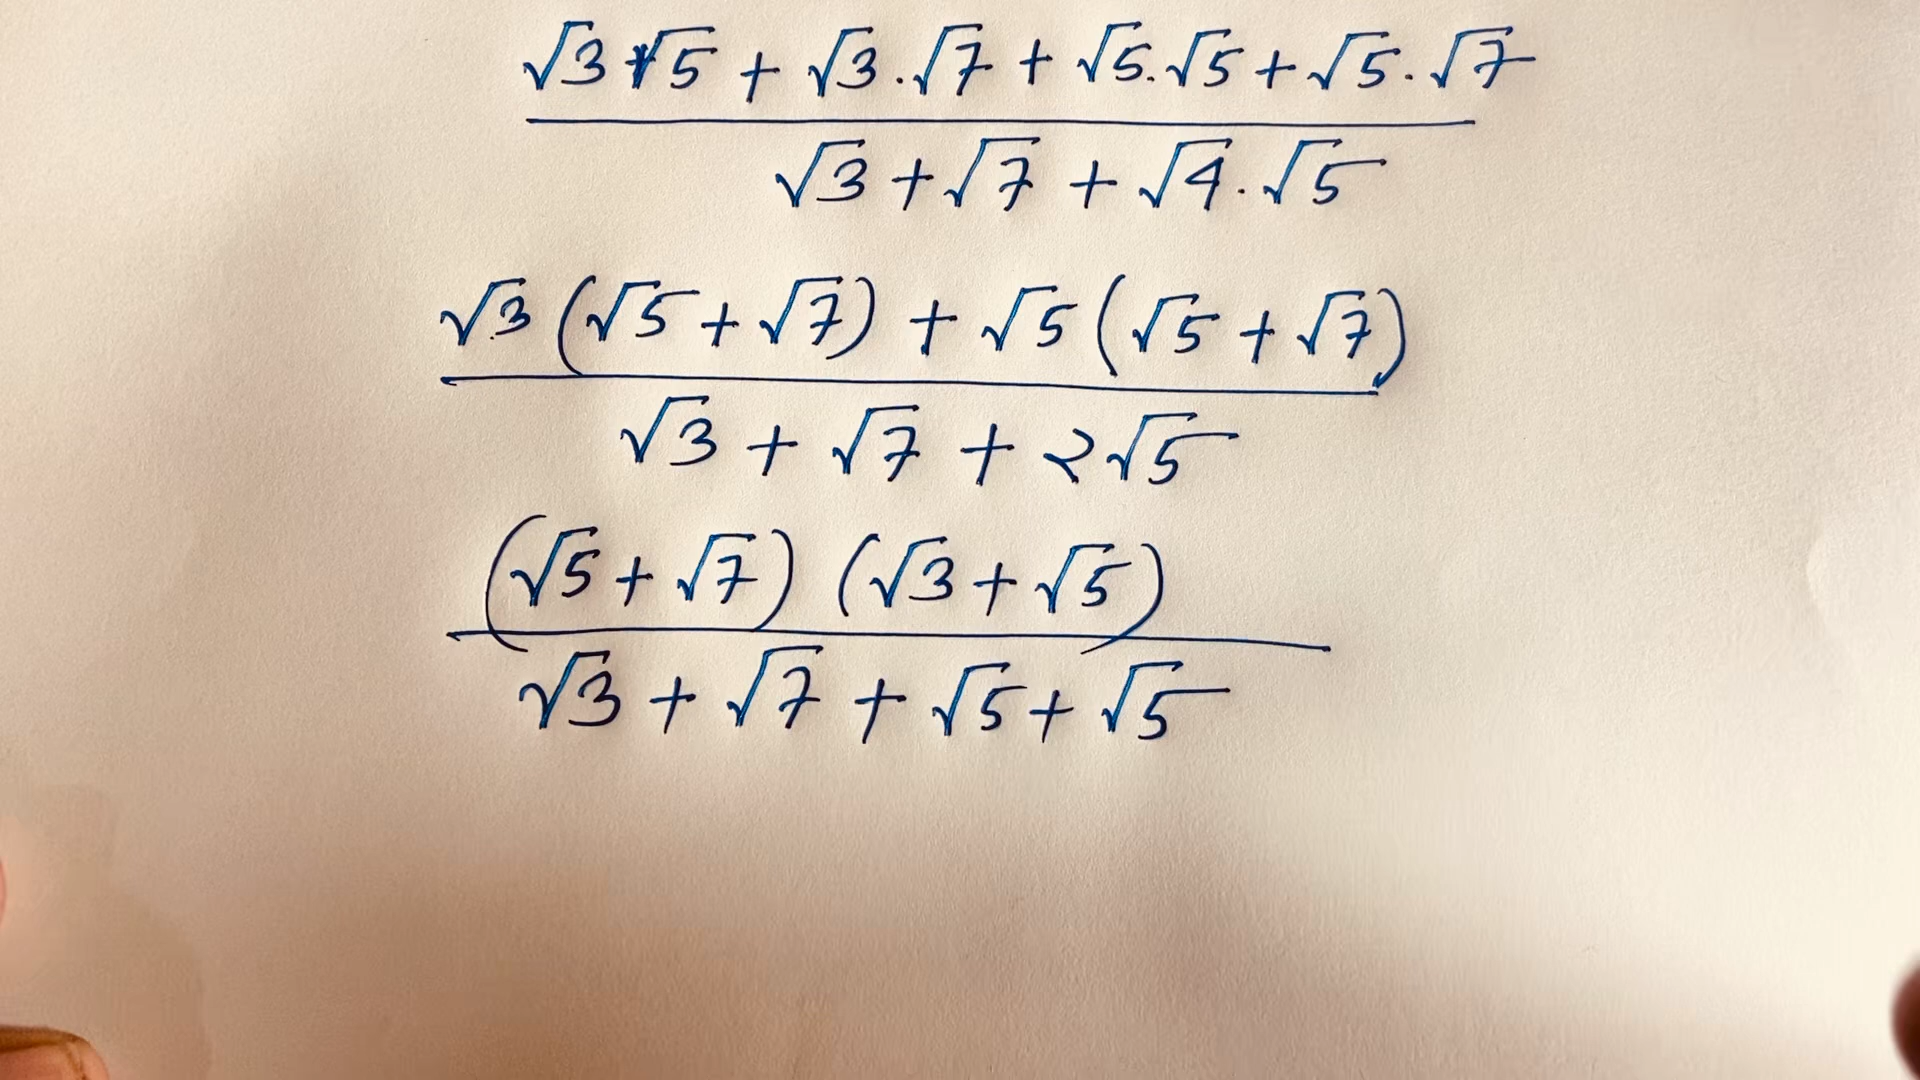 √3 √5 + √3 . √7 + √5 . √5 + √5 . √7
√3 + √7 + √4 . √5
√3 (√5 + √7) + √5 (√5 + √7)
√3 + √7 + 2√5
(√5 + √7) (√3 + √5)
√3 + √7 + √5 + √5